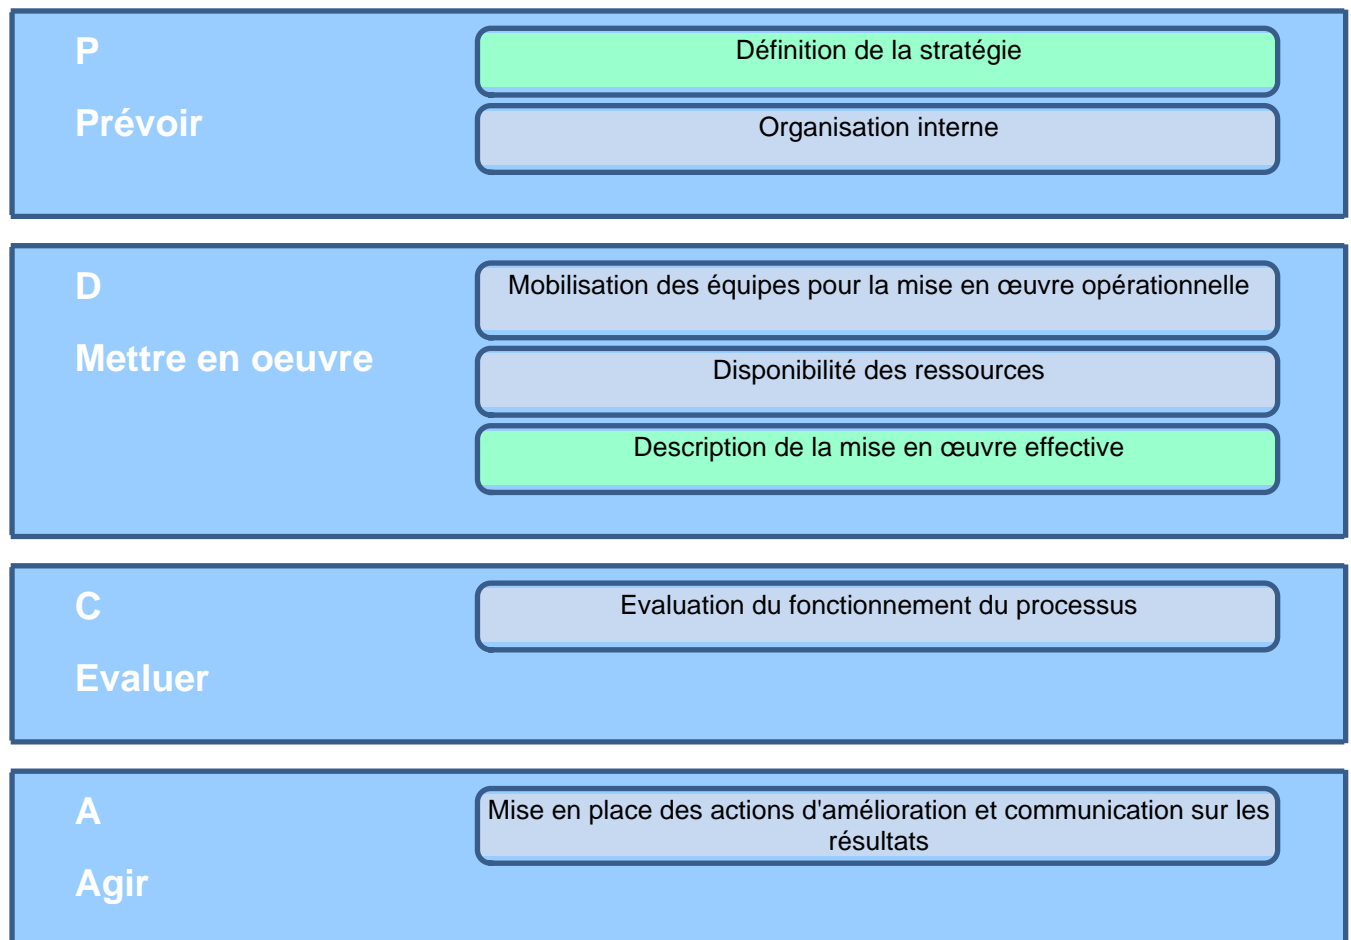 P
Prévoir
Définition de la stratégie
Organisation interne
D
Mettre en oeuvre
Mobilisation des équipes pour la mise en œuvre opérationnelle
Disponibilité des ressources
Description de la mise en œuvre effective
C
Evaluer
Evaluation du fonctionnement du processus
A
Agir
Mise en place des actions d'amélioration et communication sur les
résultats